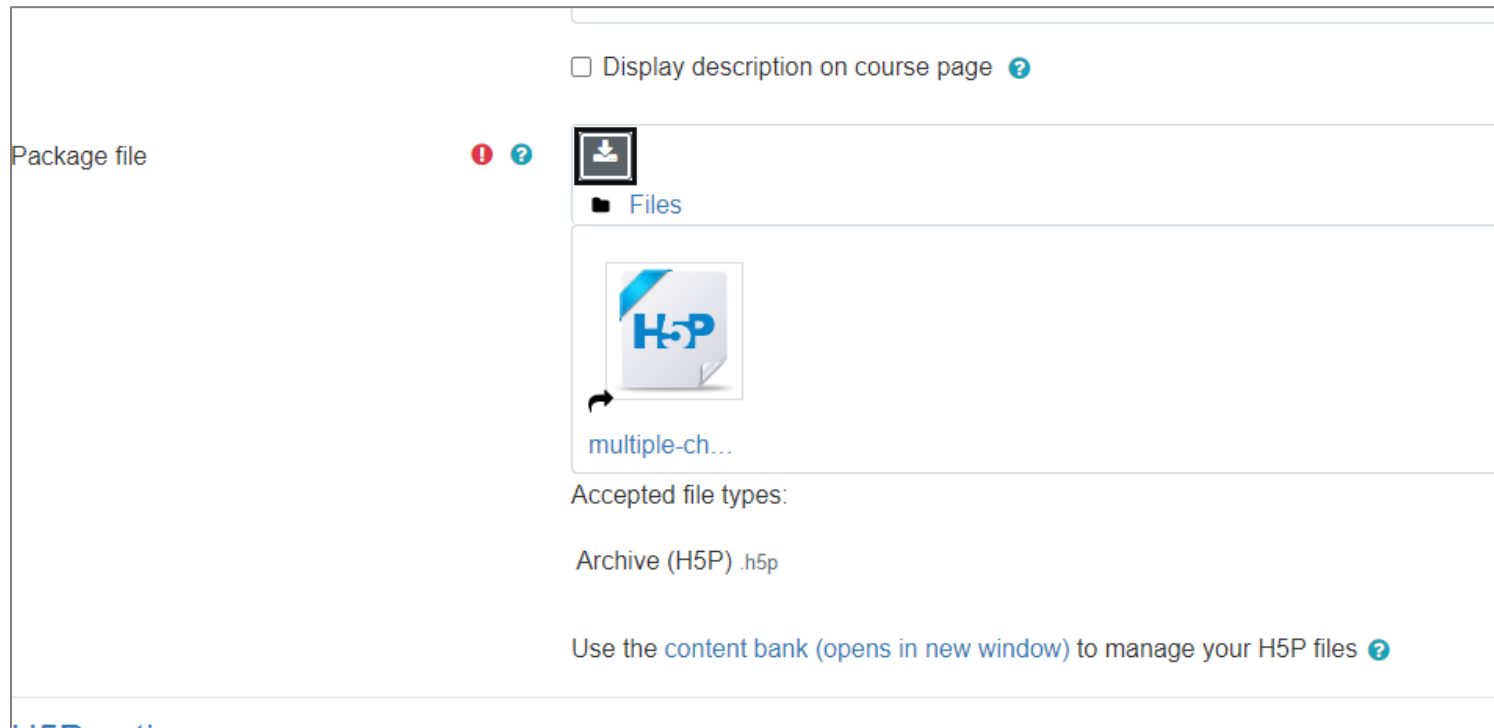 Display description on course page
Package file
Files
H5P
multiple-ch...
Accepted file types:
Archive (H5P) .h5p
Use the content bank (opens in new window) to manage your H5P files